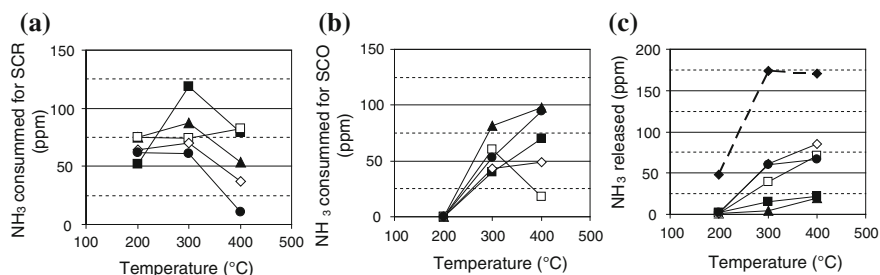 (a)
NH₃ consummed for SCR
(ppm)
150
100
50
0
100 200 300 400 500
Temperature (°C)
(b)
NH ₃ consummed for SCO
(ppm)
150
100
50
0
100 200 300 400 500
Temperature (°C)
(c)
NH₃ released (ppm)
200
150
100
50
0
100 200 300 400 500
Temperature (°C)